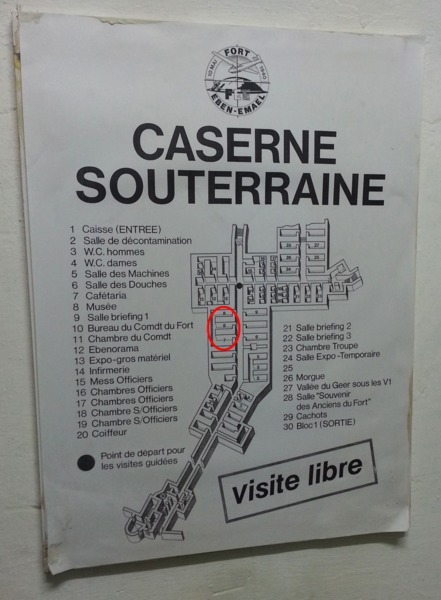 FORT
10 MAI 1940
EBEN-EMAEL
CASERNE
SOUTERRAINE
1 Caisse (ENTREE)
2 Salle de décontamination
3 W.C. hommes
4 W.C. dames
5 Salle des Machines
6 Salle des Douches
7 Cafétaria
8 Musée
9 Salle briefing 1
10 Bureau du Comdt du Fort
11 Chambre du Comdt
12 Ebenorama
13 Expo-gros matériel
14 Infirmerie
15 Mess Officiers
16 Chambres Officiers
17 Chambres Officiers
18 Chambre S/Officiers
19 Chambre S/Officiers
20 Coiffeur
Point de départ pour
les visites guidées
21 Salle briefing 2
22 Salle briefing 3
23 Chambre Troupe
24 Salle Expo-Temporaire
25
26 Morgue
27 Vallée du Geer sous les V1
28 Salle "Souvenir
des Anciens du Fort"
29 Cachots
30 Bloc1 (SORTIE)
visite libre